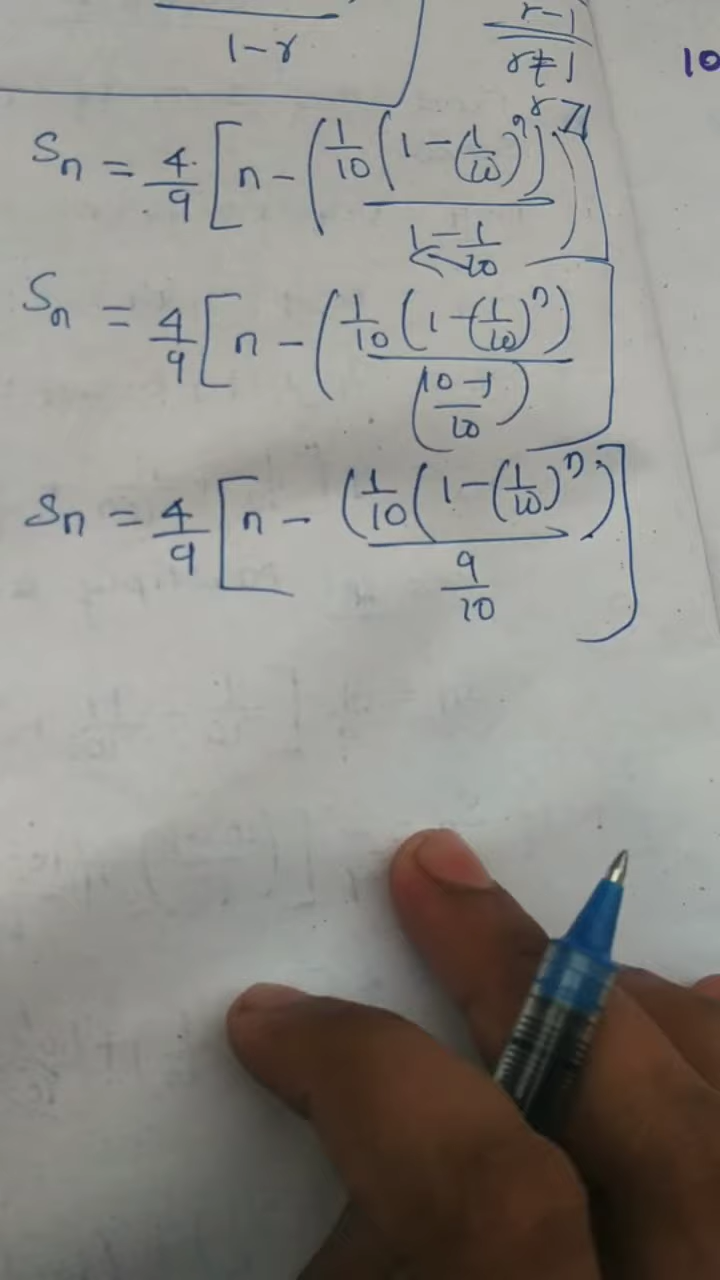 1-r
r-1
r≠1
10
Sn = 4/9 [n - (1/10 (1 - (1/10)^n) / 1 - 1/10)]
Sn = 4/9 [n - (1/10 (1 - (1/10)^n) / (10-1/10)]
Sn = 4/9 [n - (1/10 (1 - (1/10)^n) / 9/10]